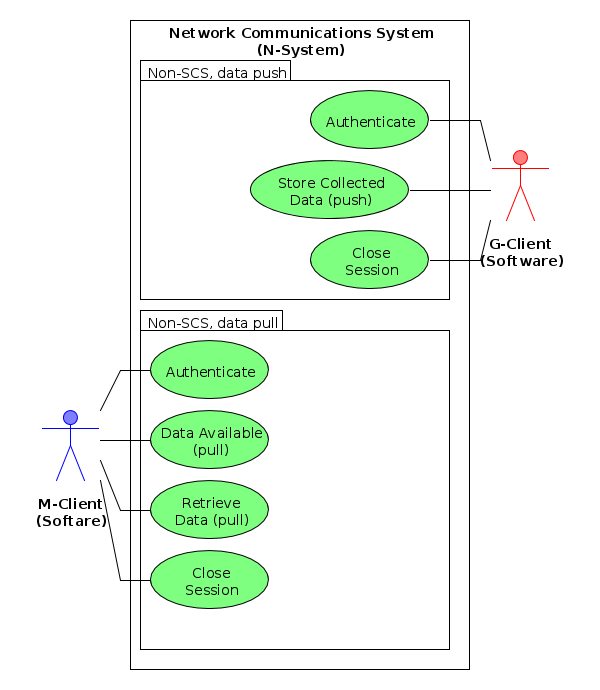 Network Communications System
(N-System)
Non-SCS, data push
Authenticate
Store Collected
Data (push)
Close
Session
G-Client
(Software)
Non-SCS, data pull
Authenticate
Data Available
(pull)
Retrieve
Data (pull)
Close
Session
M-Client
(Softare)